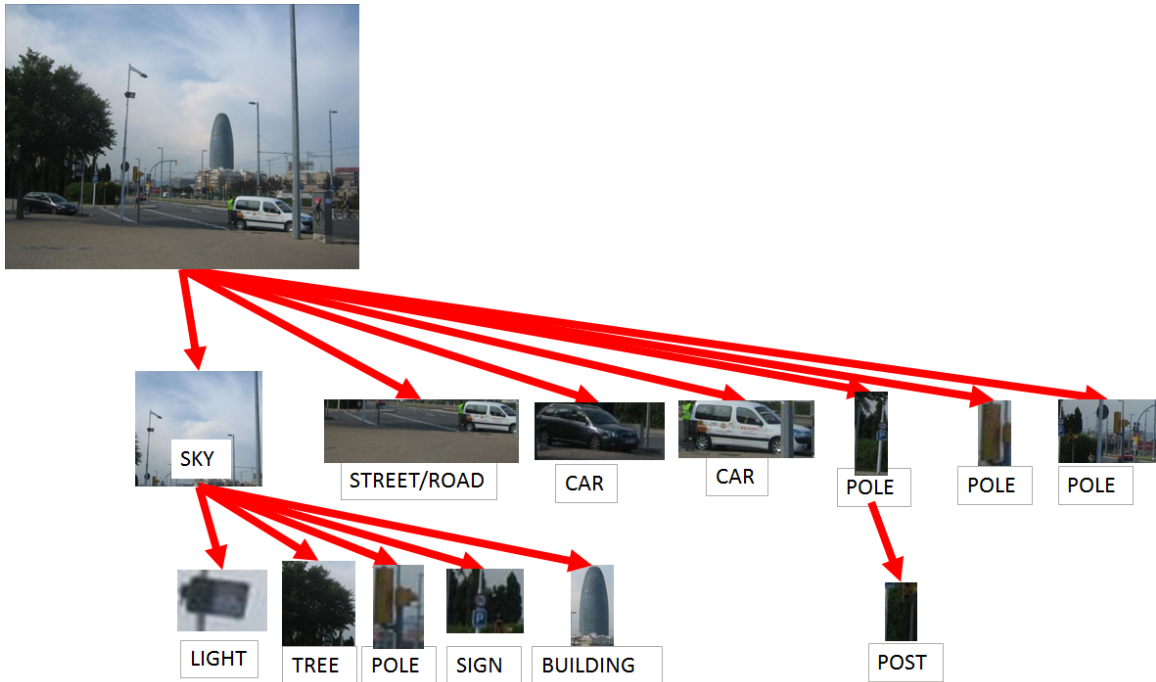 SKY
STREET/ROAD
CAR
CAR
POLE
POLE
POLE
LIGHT
TREE
POLE
SIGN
P
BUILDING
POST